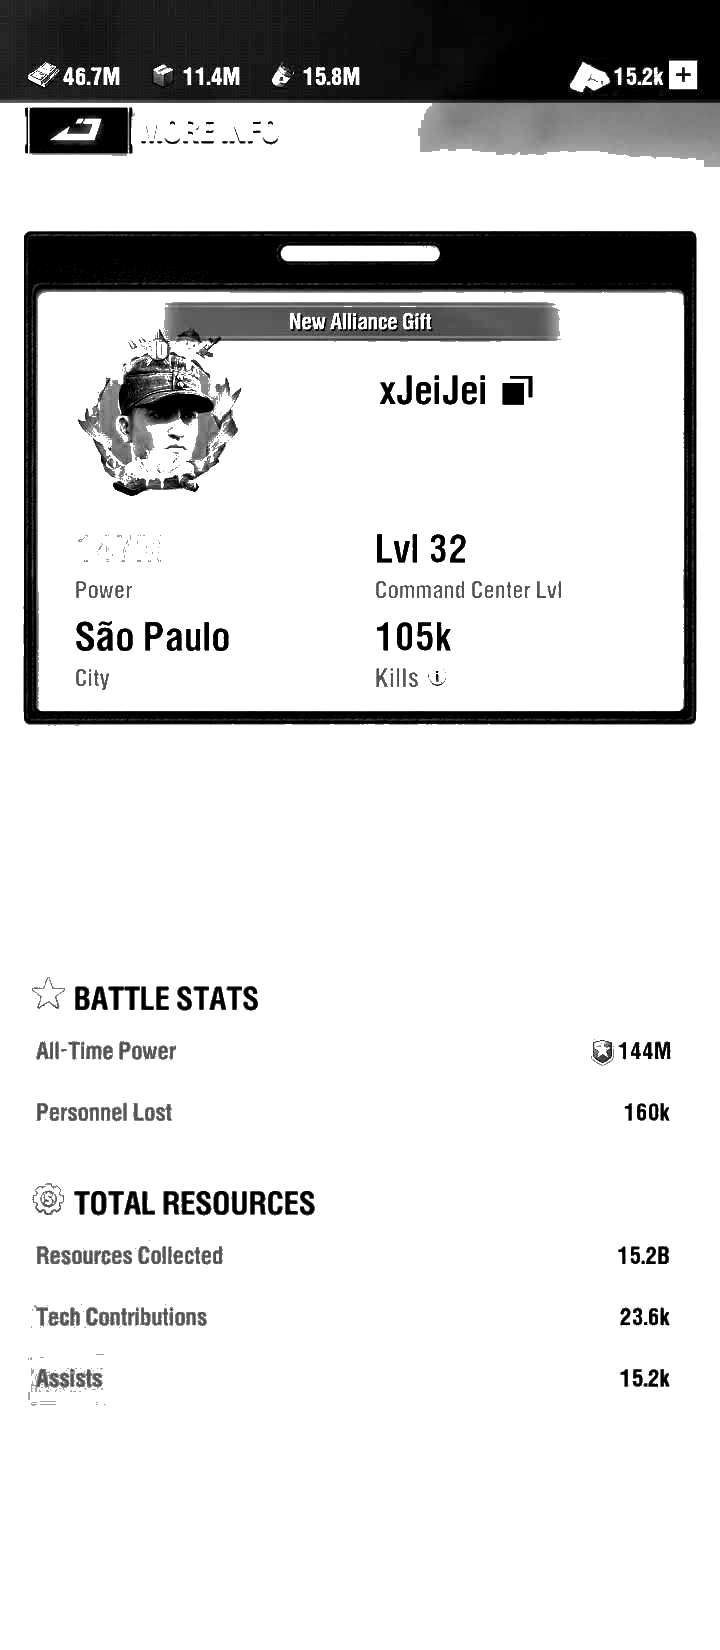 46.7M 11.4M 15.8M 15.2k +
MORE INFO
New Alliance Gift
xJeiJei
Lvl 32
Power Command Center Lvl
São Paulo 105k
City Kills
BATTLE STATS
All-Time Power 144M
Personnel Lost 160k
TOTAL RESOURCES
Resources Collected 15.2B
Tech Contributions 23.6k
Assists 15.2k